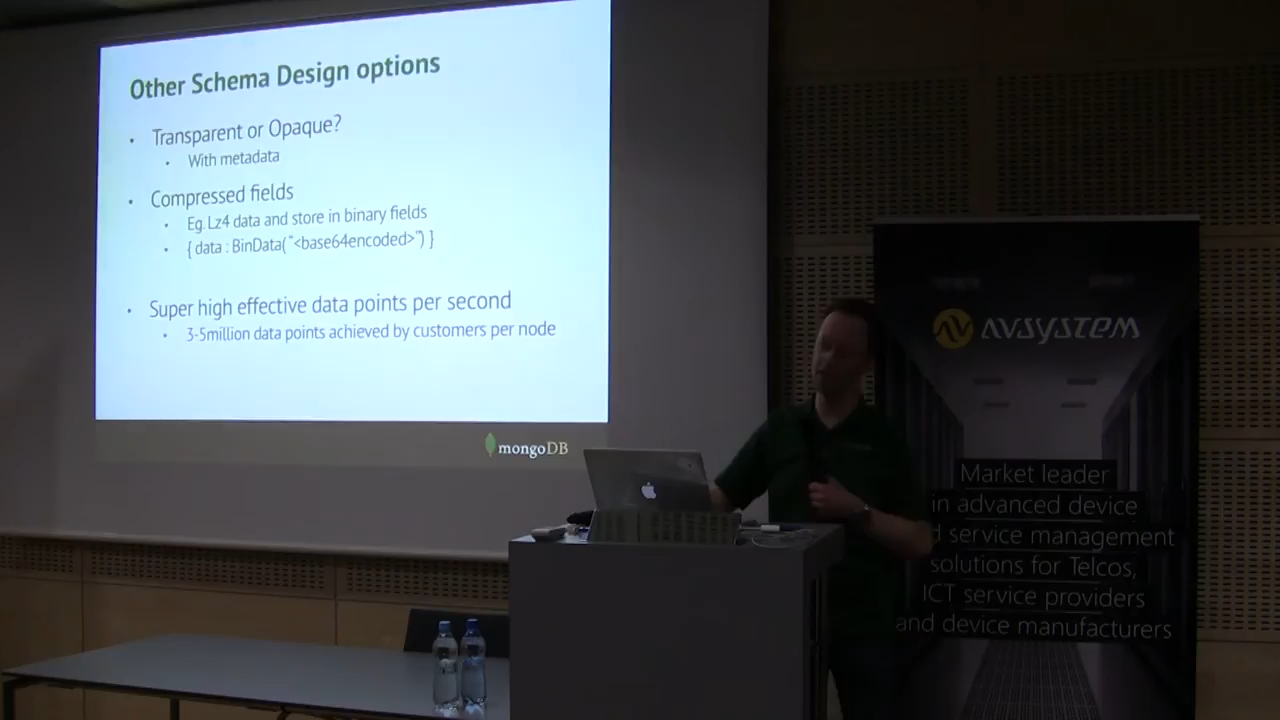 Other Schema Design options
• Transparent or Opaque?
• With metadata
• Compressed fields
• Eg. Lz4 data and store in binary fields
• { data : BinData( "<base64encoded>") }
• Super high effective data points per second
• 3-5million data points achieved by customers per node
mongoDB
AVSYSTEM
Market leader
in advanced device
d service management
solutions for Telcos,
ICT service providers
and device manufacturers